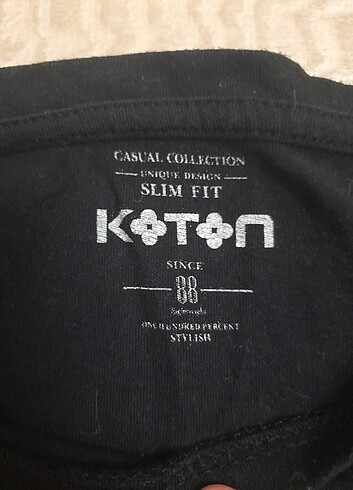 CASUAL COLLECTION
UNIQUE DESIGN
SLIM FIT
KOTON
SINCE
88
ONE HUNDRED PERCENT
STYLISH